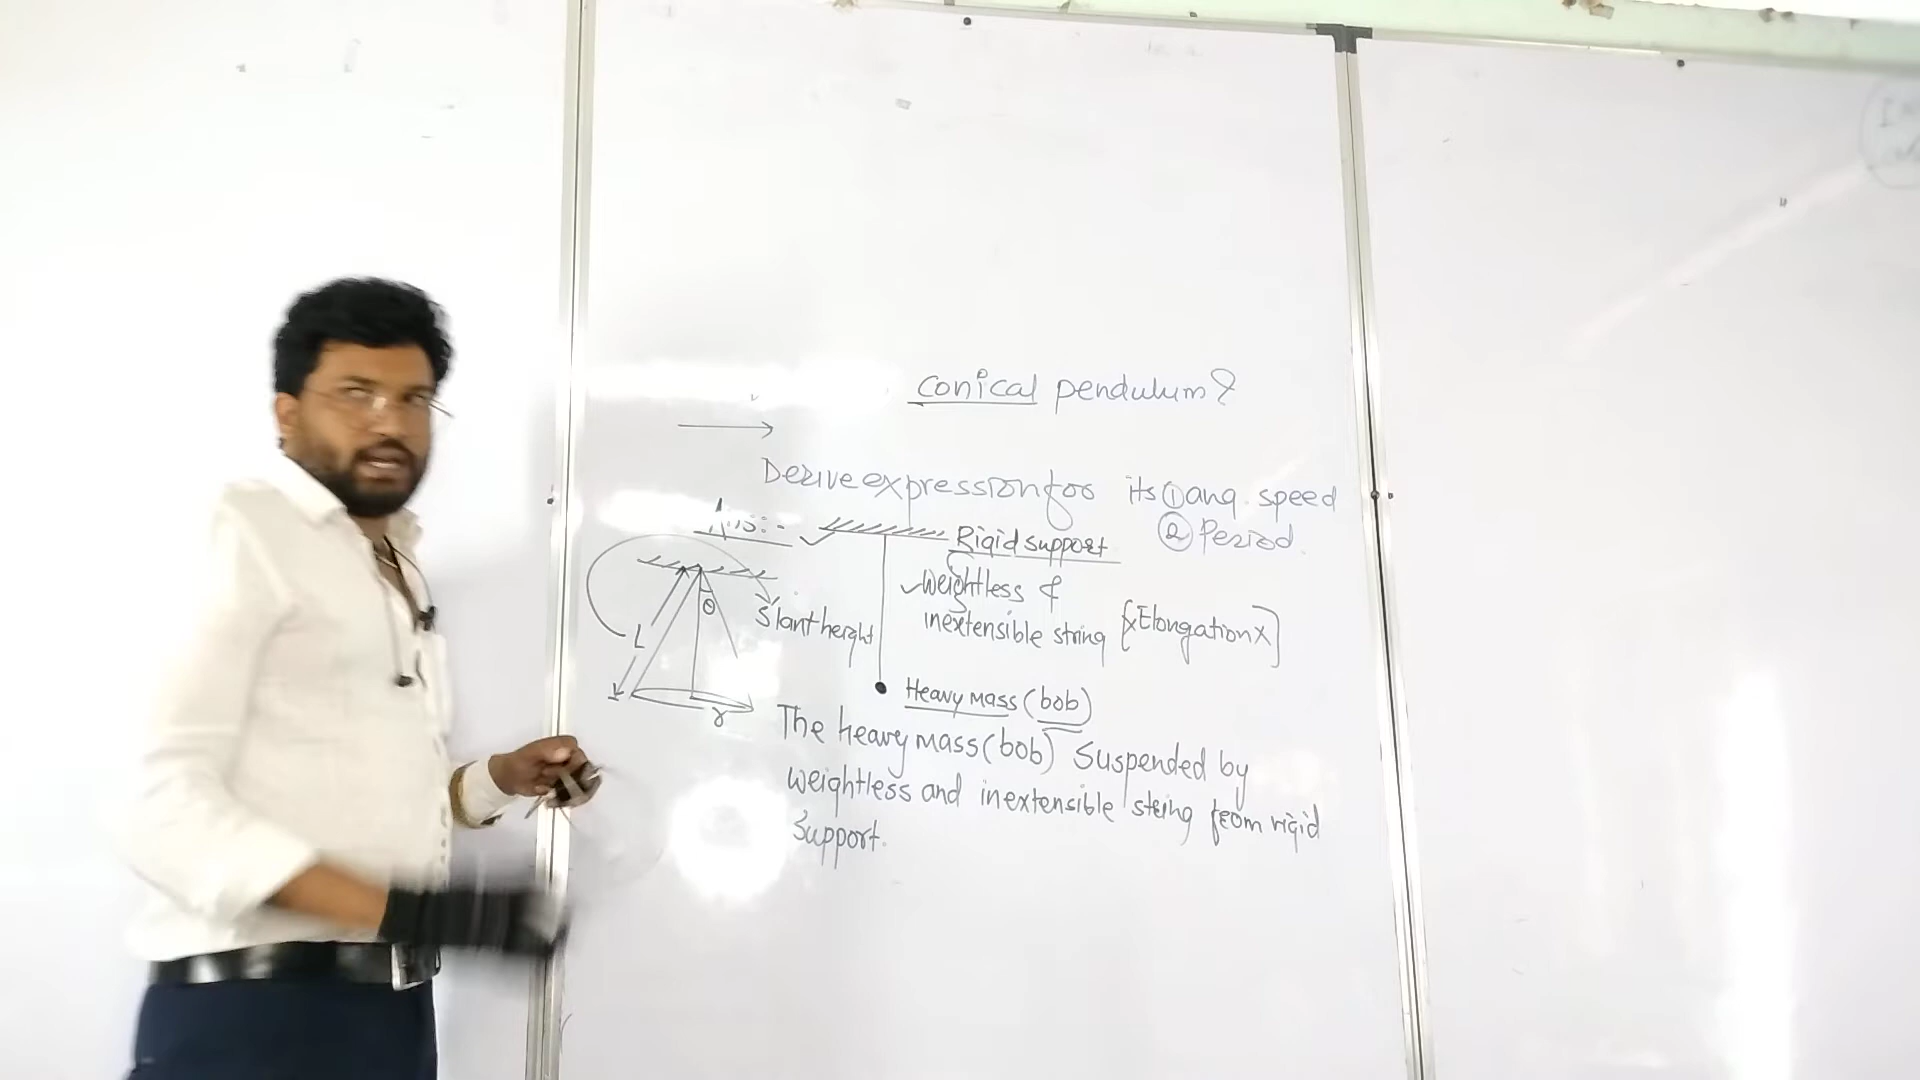 conical pendulum?
Derive expression for its ① ang. speed
② Period.
Ans:-
Rigid support
weightless &
inextensible string {xElongationx}
θ
Slant height
L
r
Heavy mass (bob)
The heavy mass (bob) suspended by
weightless and inextensible string from rigid
support.